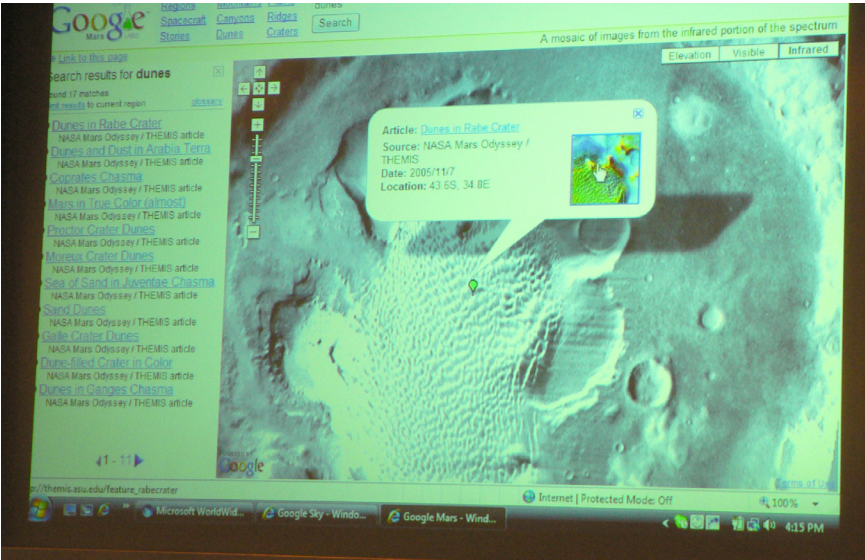 Google
Mars
Regions
Spacecraft
Stories
Canyons
Dunes
Ridges
Craters
dunes
Search
A mosaic of images from the infrared portion of the spectrum
Link to this page
Elevation Visible Infrared
Search results for dunes
ound 17 matches
results to current region glossary
Dunes in Rabe Crater
NASA Mars Odyssey / THEMIS article
Dunes and Dust in Arabia Terra
NASA Mars Odyssey / THEMIS article
Coprates Chasma
NASA Mars Odyssey / THEMIS article
Mars in True Color (almost)
NASA Mars Odyssey / THEMIS article
Proctor Crater Dunes
NASA Mars Odyssey / THEMIS article
Moreux Crater Dunes
NASA Mars Odyssey / THEMIS article
Sea of Sand in Juventae Chasma
NASA Mars Odyssey / THEMIS article
Sand Dunes
NASA Mars Odyssey / THEMIS article
Galle Crater Dunes
NASA Mars Odyssey / THEMIS article
Dune-filled Crater in Color
NASA Mars Odyssey / THEMIS article
Dunes in Ganges Chasma
NASA Mars Odyssey / THEMIS article
1 - 11
Article: Dunes in Rabe Crater
Source: NASA Mars Odyssey /
THEMIS
Date: 2005/11/7
Location: 43.6S, 34.8E
Google
Terms of Use
p://themis.asu.edu/feature_rabecrater
Internet | Protected Mode: Off
100%
Microsoft WorldWid...
Google Sky - Windo...
Google Mars - Wind...
4:15 PM